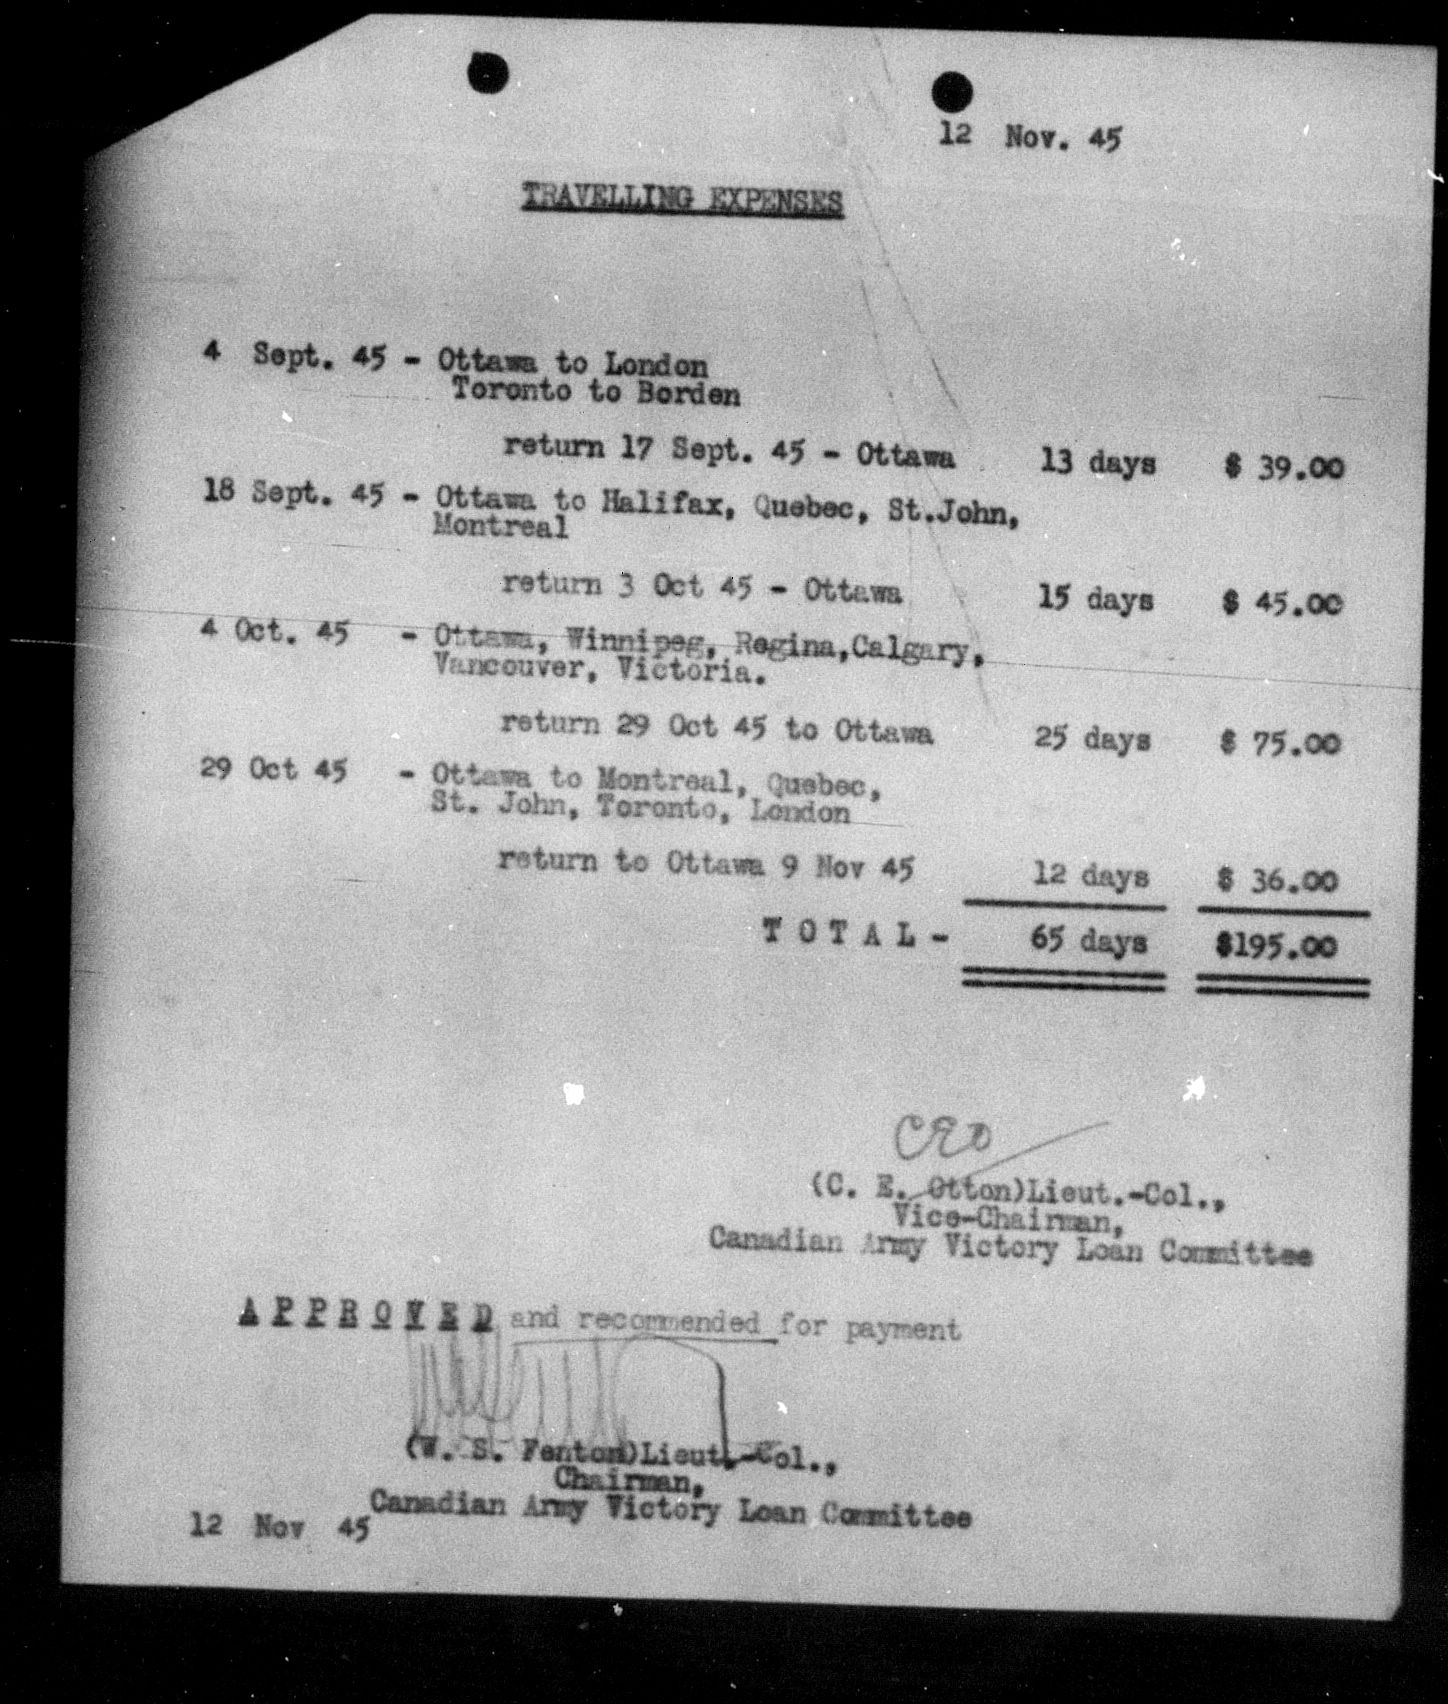 12 Nov. 45
TRAVELLING EXPENSES
4 Sept. 45 - Ottawa to London
Toronto to Borden
return 17 Sept. 45 - Ottawa 13 days $ 39.00
18 Sept. 45 - Ottawa to Halifax, Quebec, St.John,
Montreal
return 3 Oct 45 - Ottawa 15 days $ 45.00
4 Oct. 45 - Ottawa, Winnipeg, Regina,Calgary,
Vancouver, Victoria.
return 29 Oct 45 to Ottawa 25 days $ 75.00
29 Oct 45 - Ottawa to Montreal, Quebec,
St. John, Toronto, London
return to Ottawa 9 Nov 45 12 days $ 36.00
T O T A L - 65 days $195.00
CEO
(C. E. Otton)Lieut.-Col.,
Vice-Chairman,
Canadian Army Victory Loan Committee
A P P R O V E D and recommended for payment
(W. S. Fenton)Lieut.-Col.,
Chairman,
Canadian Army Victory Loan Committee
12 Nov 45